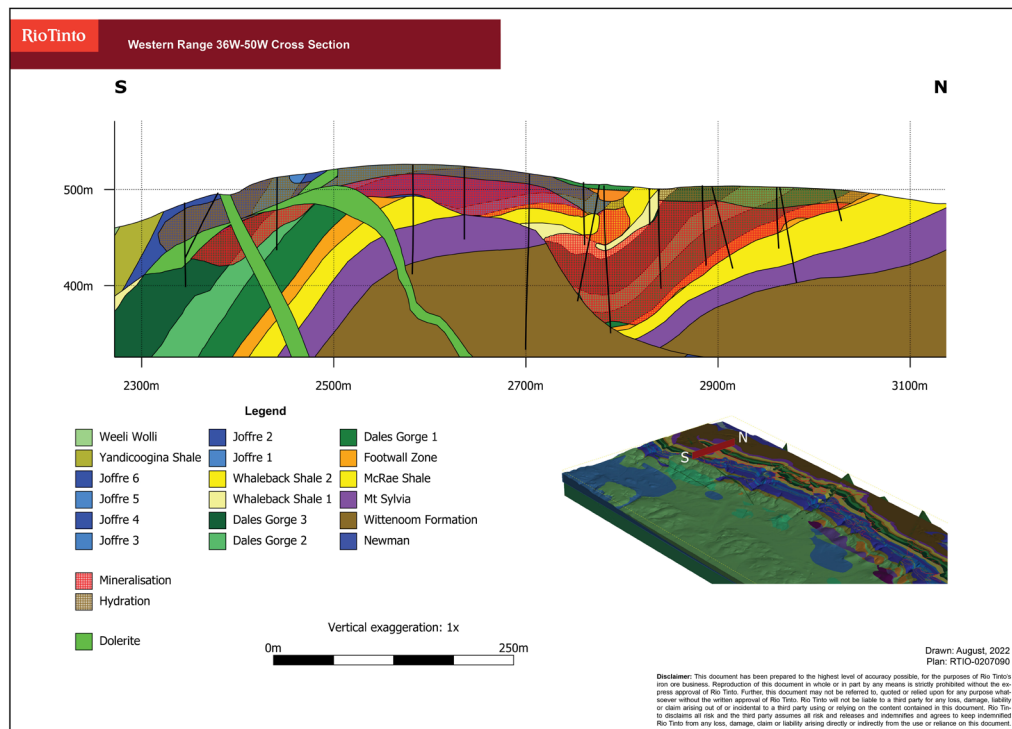 RioTinto
Western Range 36W-50W Cross Section
S
N
500m
400m
2300m
2500m
2700m
2900m
3100m
Legend
Weeli Wolli
Yandicoogina Shale
Joffre 6
Joffre 5
Joffre 4
Joffre 3
Joffre 2
Joffre 1
Whaleback Shale 2
Whaleback Shale 1
Dales Gorge 3
Dales Gorge 2
Dales Gorge 1
Footwall Zone
McRae Shale
Mt Sylvia
Wittenoom Formation
Newman
Mineralisation
Hydration
Dolerite
N
S
Vertical exaggeration: 1x
0m
250m
Drawn: August, 2022
Plan: RTIO-0207090
Disclaimer: This document has been prepared to the highest level of accuracy possible, for the purposes of Rio Tinto's
iron ore business. Reproduction of this document in whole or in part by any means is strictly prohibited without the ex-
press approval of Rio Tinto. Further, this document may not be referred to, quoted or relied upon for any purpose what-
soever without the written approval of Rio Tinto. Rio Tinto will not be liable to a third party for any loss, damage, liability
or claim arising out of or incidental to a third party using or relying on the content contained in this document. Rio Tin-
to disclaims all risk and the third party assumes all risk and releases and indemnifies and agrees to keep indemnified
Rio Tinto from any loss, damage, claim or liability arising directly or indirectly from the use or reliance on this document.